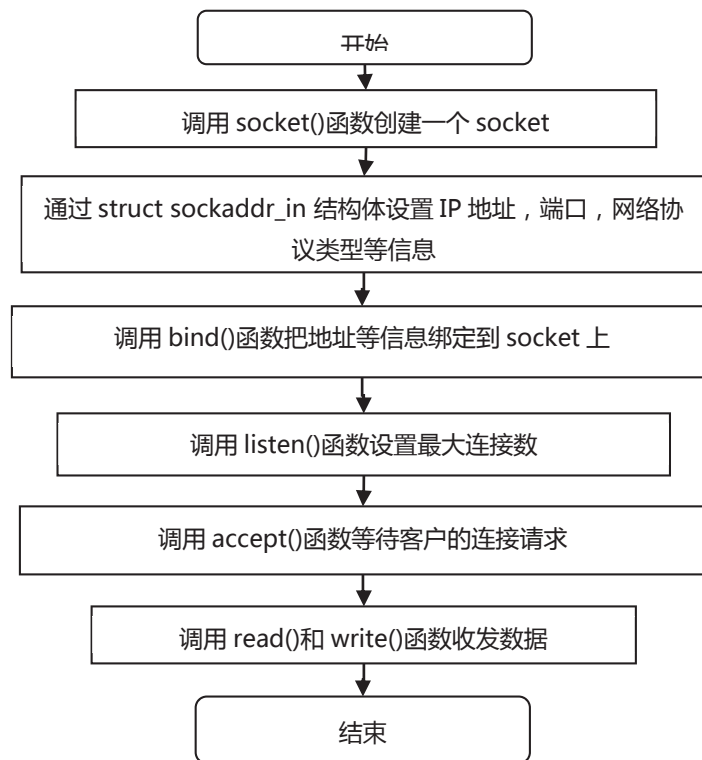 开始
调用 socket()函数创建一个 socket
通过 struct sockaddr_in 结构体设置 IP 地址，端口，网络协
议类型等信息
调用 bind()函数把地址等信息绑定到 socket 上
调用 listen()函数设置最大连接数
调用 accept()函数等待客户的连接请求
调用 read()和 write()函数收发数据
结束